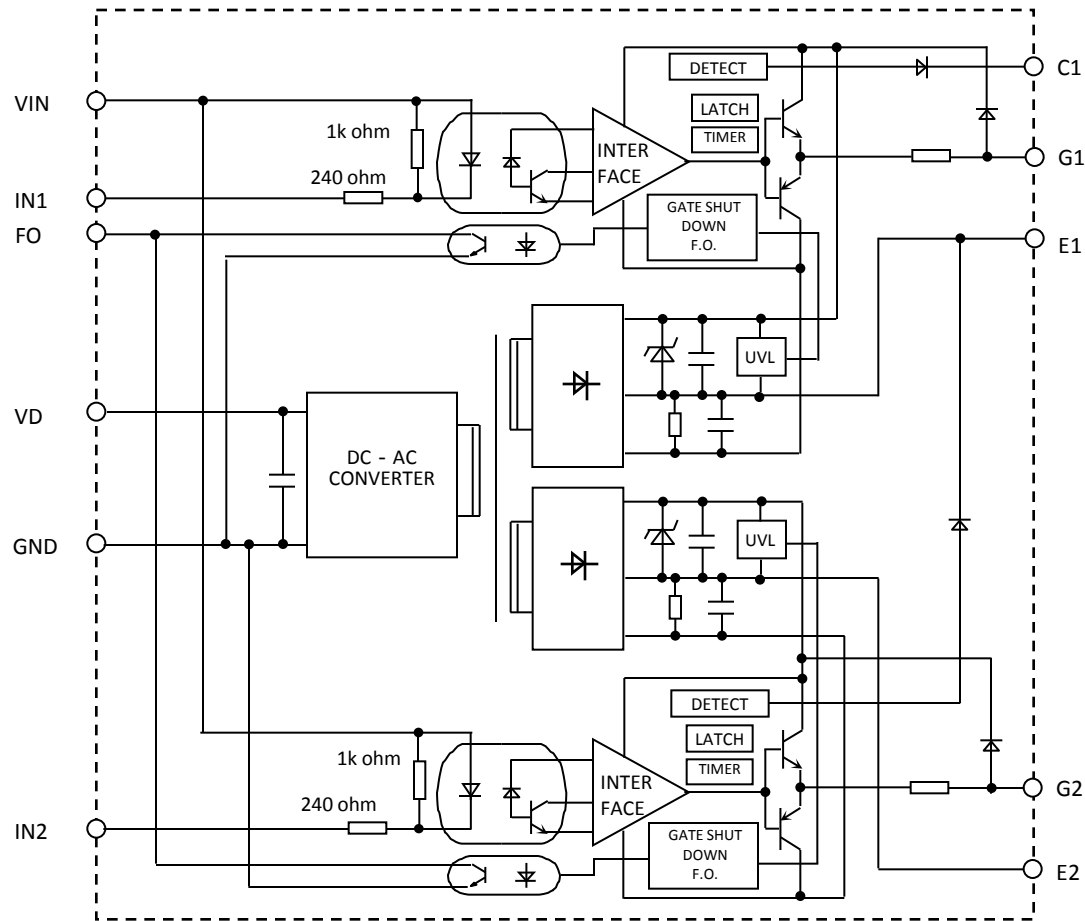 DETECT
C1
VIN
LATCH
1k ohm
TIMER
INTER
FACE
G1
240 ohm
IN1
GATE SHUT
DOWN
F.O.
FO
E1
UVL
VD
DC - AC
CONVERTER
GND
UVL
DETECT
LATCH
1k ohm
TIMER
INTER
FACE
G2
240 ohm
IN2
GATE SHUT
DOWN
F.O.
E2